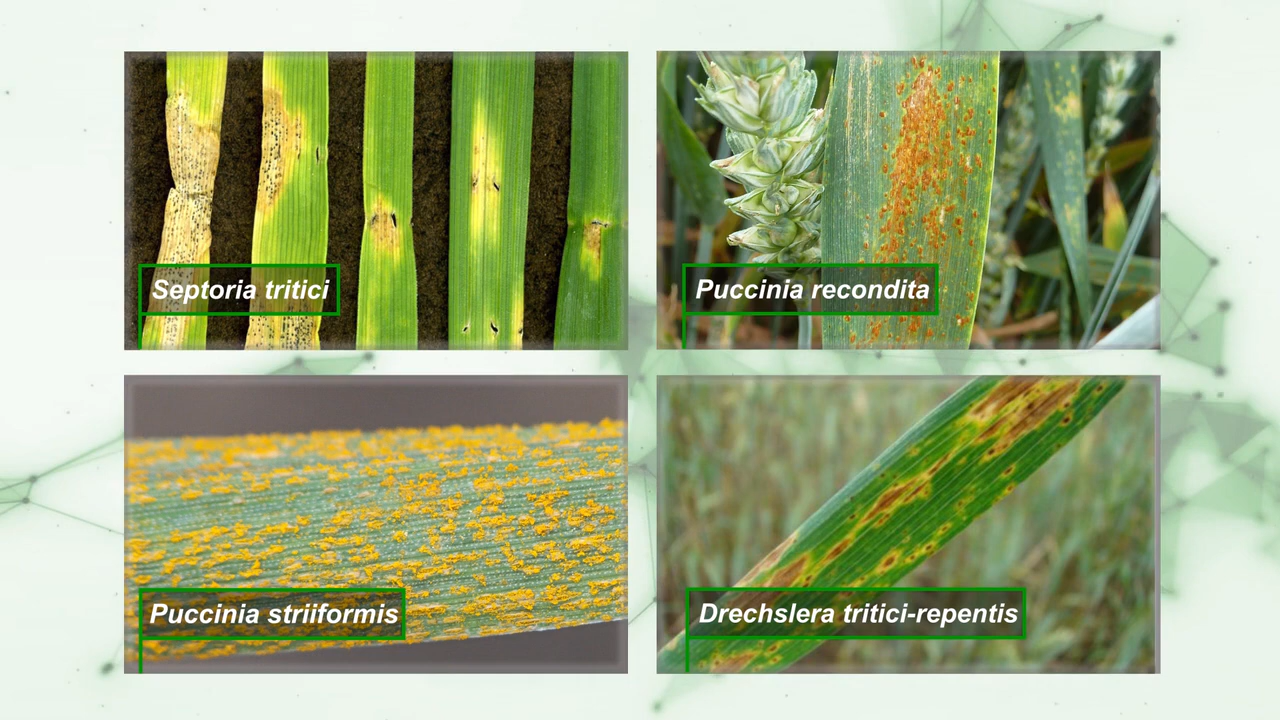 Septoria tritici
Puccinia recondita
Puccinia striiformis
Drechslera tritici-repentis